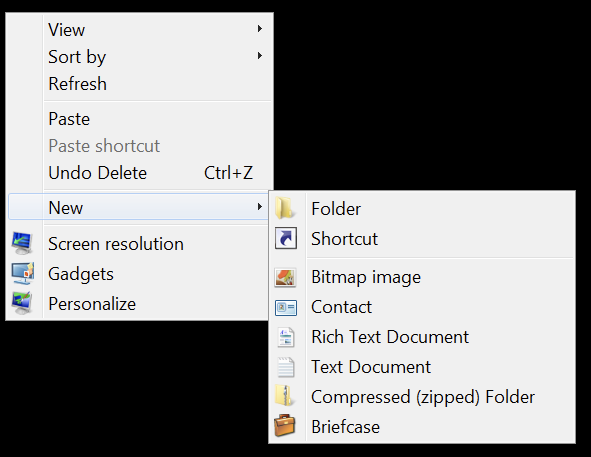 View
Sort by
Refresh
Paste
Paste shortcut
Undo Delete Ctrl+Z
New
Screen resolution
Gadgets
Personalize
Folder
Shortcut
Bitmap image
Contact
Rich Text Document
Text Document
Compressed (zipped) Folder
Briefcase